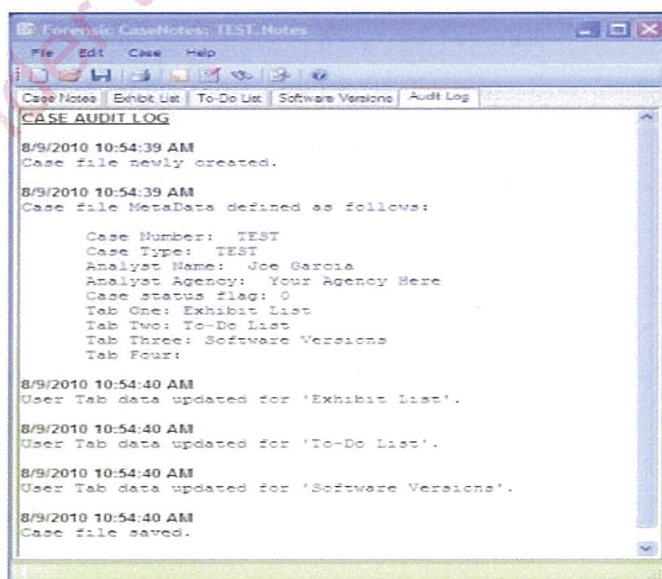 Forensic CaseNotes: TEST.Notes
File Edit Case Help
Case Notes Exhibit List To-Do List Software Versions Audit Log
CASE AUDIT LOG
8/9/2010 10:54:39 AM
Case file newly created.
8/9/2010 10:54:39 AM
Case file MetaData defined as follows:
Case Number: TEST
Case Type: TEST
Analyst Name: Joe Garcia
Analyst Agency: Your Agency Here
Case status flag: 0
Tab One: Exhibit List
Tab Two: To-Do List
Tab Three: Software Versions
Tab Four:
8/9/2010 10:54:40 AM
User Tab data updated for 'Exhibit List'.
8/9/2010 10:54:40 AM
User Tab data updated for 'To-Do List'.
8/9/2010 10:54:40 AM
User Tab data updated for 'Software Versions'.
8/9/2010 10:54:40 AM
Case file saved.